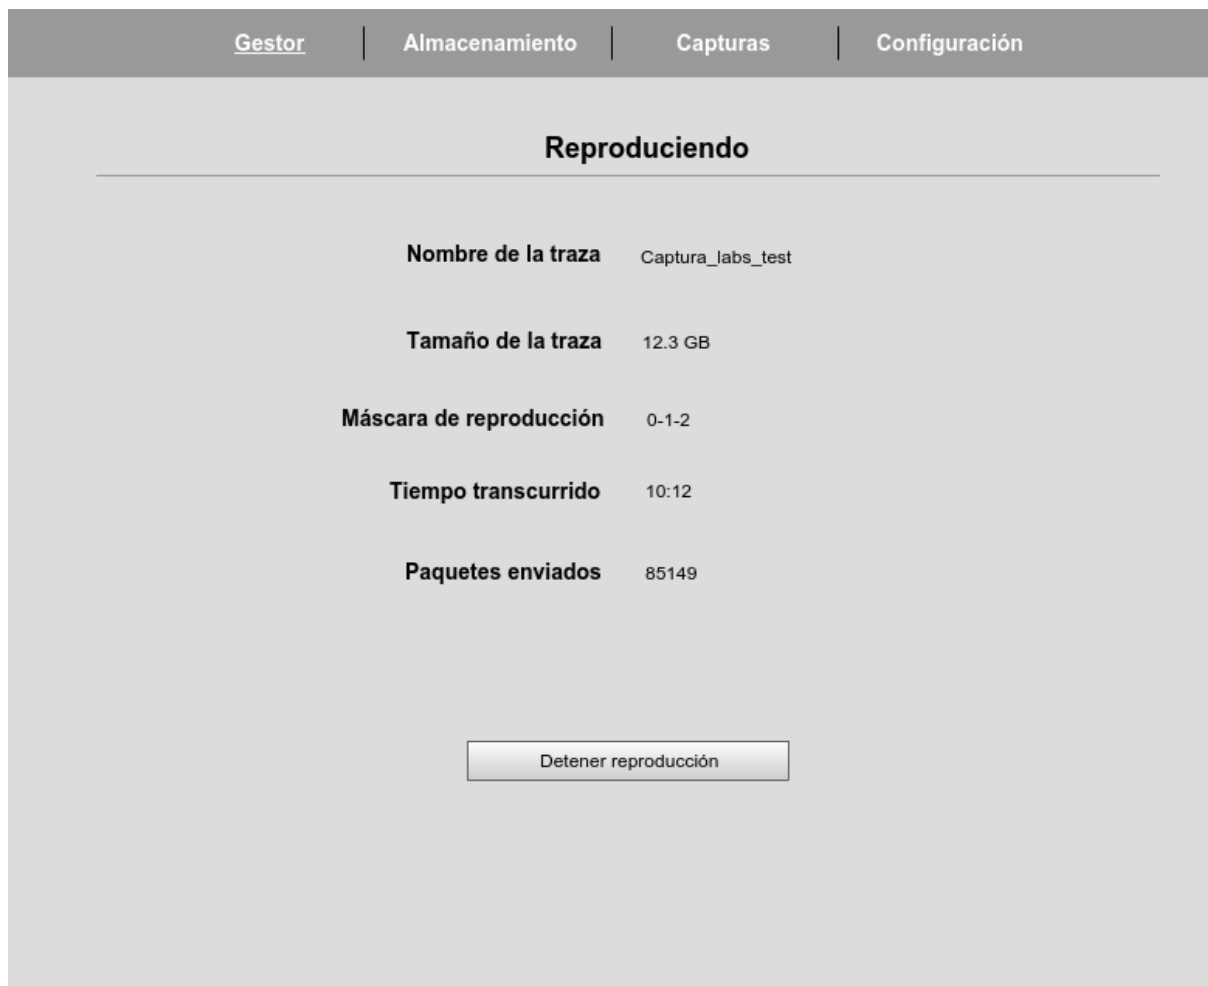 Gestor Almacenamiento Capturas Configuración
Reproduciendo
Nombre de la traza Captura_labs_test
Tamaño de la traza 12.3 GB
Máscara de reproducción 0-1-2
Tiempo transcurrido 10:12
Paquetes enviados 85149
Detener reproducción